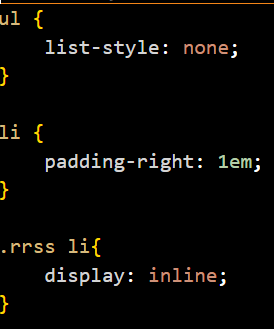 ul {
    list-style: none;
}
li {
    padding-right: 1em;
}
.rrss li{
    display: inline;
}